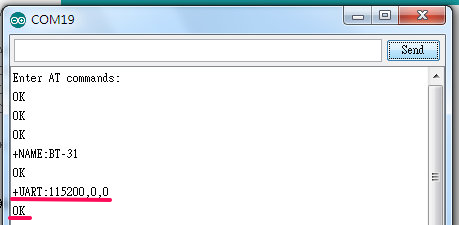 COM19
Send
Enter AT commands:
OK
OK
OK
+NAME:BT-31
OK
+UART:115200,0,0
OK